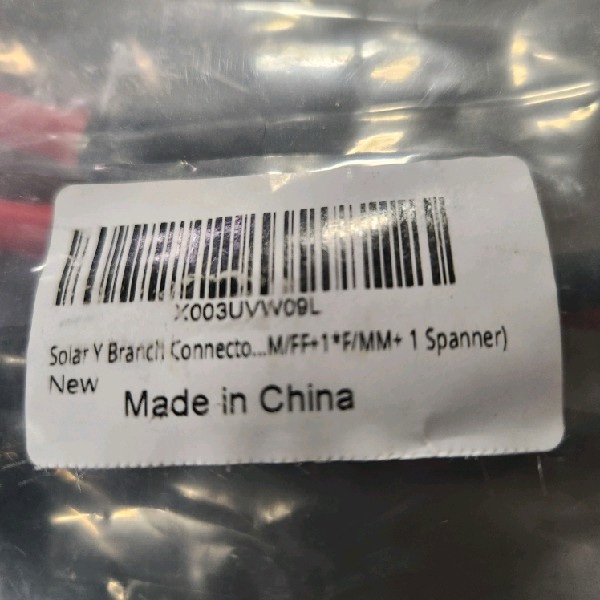 X003UVW09L
Solar Y Branch Connecto...M/FF+1*F/MM+ 1 Spanner)
New
Made in China